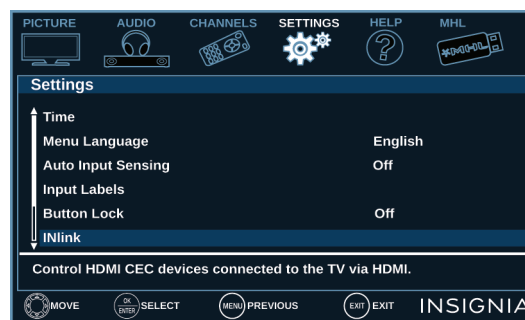 PICTURE AUDIO CHANNELS SETTINGS HELP MHL
MHL
Settings
Time
Menu Language English
Auto Input Sensing Off
Input Labels
Button Lock Off
INlink
Control HDMI CEC devices connected to the TV via HDMI.
MOVE OK ENTER SELECT MENU PREVIOUS EXIT EXIT INSIGNIA